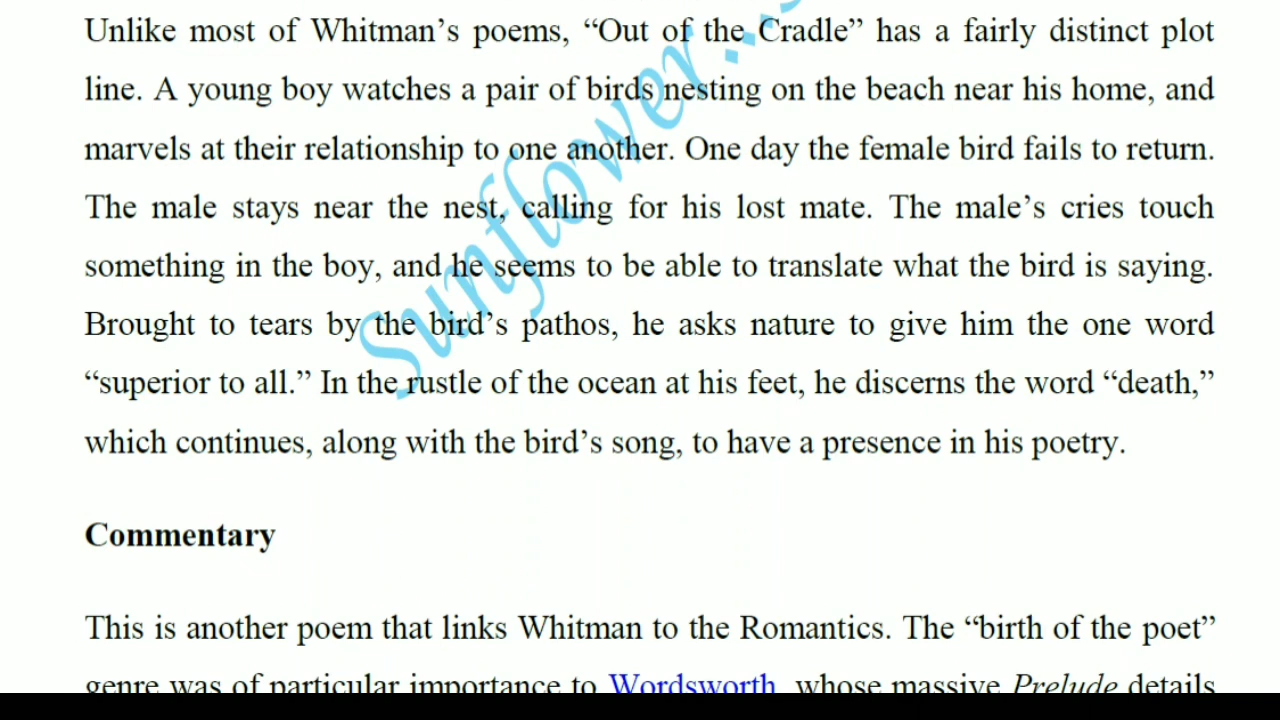 Unlike most of Whitman’s poems, “Out of the Cradle” has a fairly distinct plot
line. A young boy watches a pair of birds nesting on the beach near his home, and
marvels at their relationship to one another. One day the female bird fails to return.
The male stays near the nest, calling for his lost mate. The male’s cries touch
something in the boy, and he seems to be able to translate what the bird is saying.
Brought to tears by the bird’s pathos, he asks nature to give him the one word
“superior to all.” In the rustle of the ocean at his feet, he discerns the word “death,”
which continues, along with the bird’s song, to have a presence in his poetry.
Commentary
This is another poem that links Whitman to the Romantics. The “birth of the poet”
genre was of particular importance to Wordsworth, whose massive Prelude details
Sunflower...